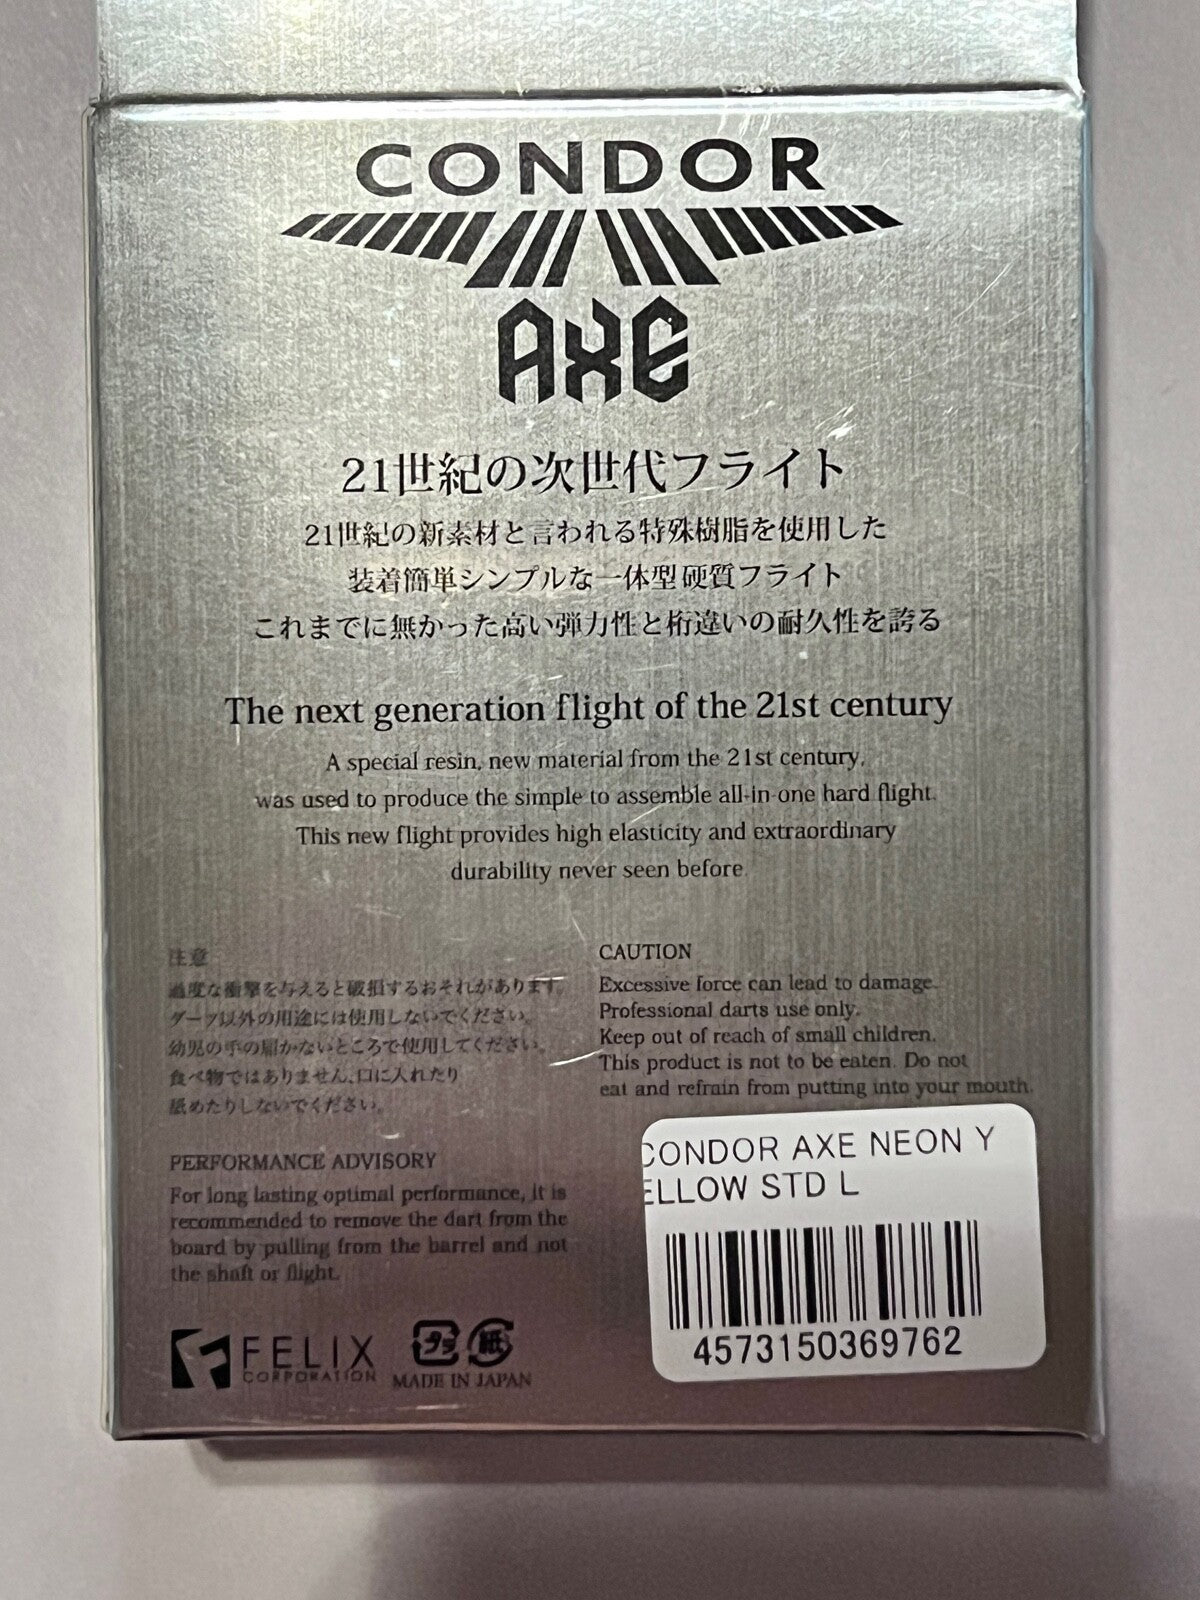 CONDOR
AXE
21世紀の次世代フライト
21世紀の新素材と言われる特殊樹脂を使用した
装着簡単シンプルな一体型硬質フライト
これまでに無かった高い弾力性と桁違いの耐久性を誇る
The next generation flight of the 21st century
A special resin, new material from the 21st century,
was used to produce the simple to assemble all-in-one hard flight.
This new flight provides high elasticity and extraordinary
durability never seen before.
注意
過度な衝撃を与えると破損するおそれがあります。
ダーツ以外の用途には使用しないでください。
幼児の手の届かないところで使用してください。
食べ物ではありません、口に入れたり
舐めたりしないでください。
CAUTION
Excessive force can lead to damage.
Professional darts use only.
Keep out of reach of small children.
This product is not to be eaten. Do not
eat and refrain from putting into your mouth.
PERFORMANCE ADVISORY
For long lasting optimal performance, it is
recommended to remove the dart from the
board by pulling from the barrel and not
the shaft or flight.
FELIX
CORPORATION
プラ 紙
MADE IN JAPAN
CONDOR AXE NEON Y
ELLOW STD L
4573150369762